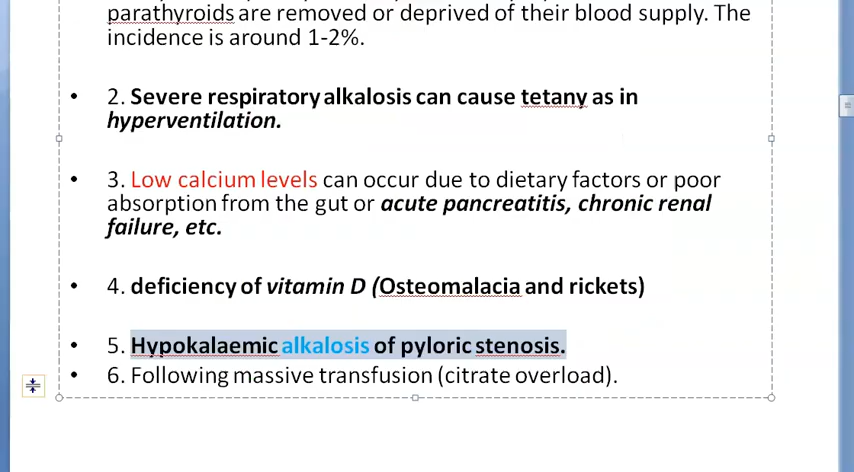 parathyroids are removed or deprived of their blood supply. The
incidence is around 1-2%.
• 2. Severe respiratory alkalosis can cause tetany as in
hyperventilation.
• 3. Low calcium levels can occur due to dietary factors or poor
absorption from the gut or acute pancreatitis, chronic renal
failure, etc.
• 4. deficiency of vitamin D (Osteomalacia and rickets)
• 5. Hypokalaemic alkalosis of pyloric stenosis.
• 6. Following massive transfusion (citrate overload).